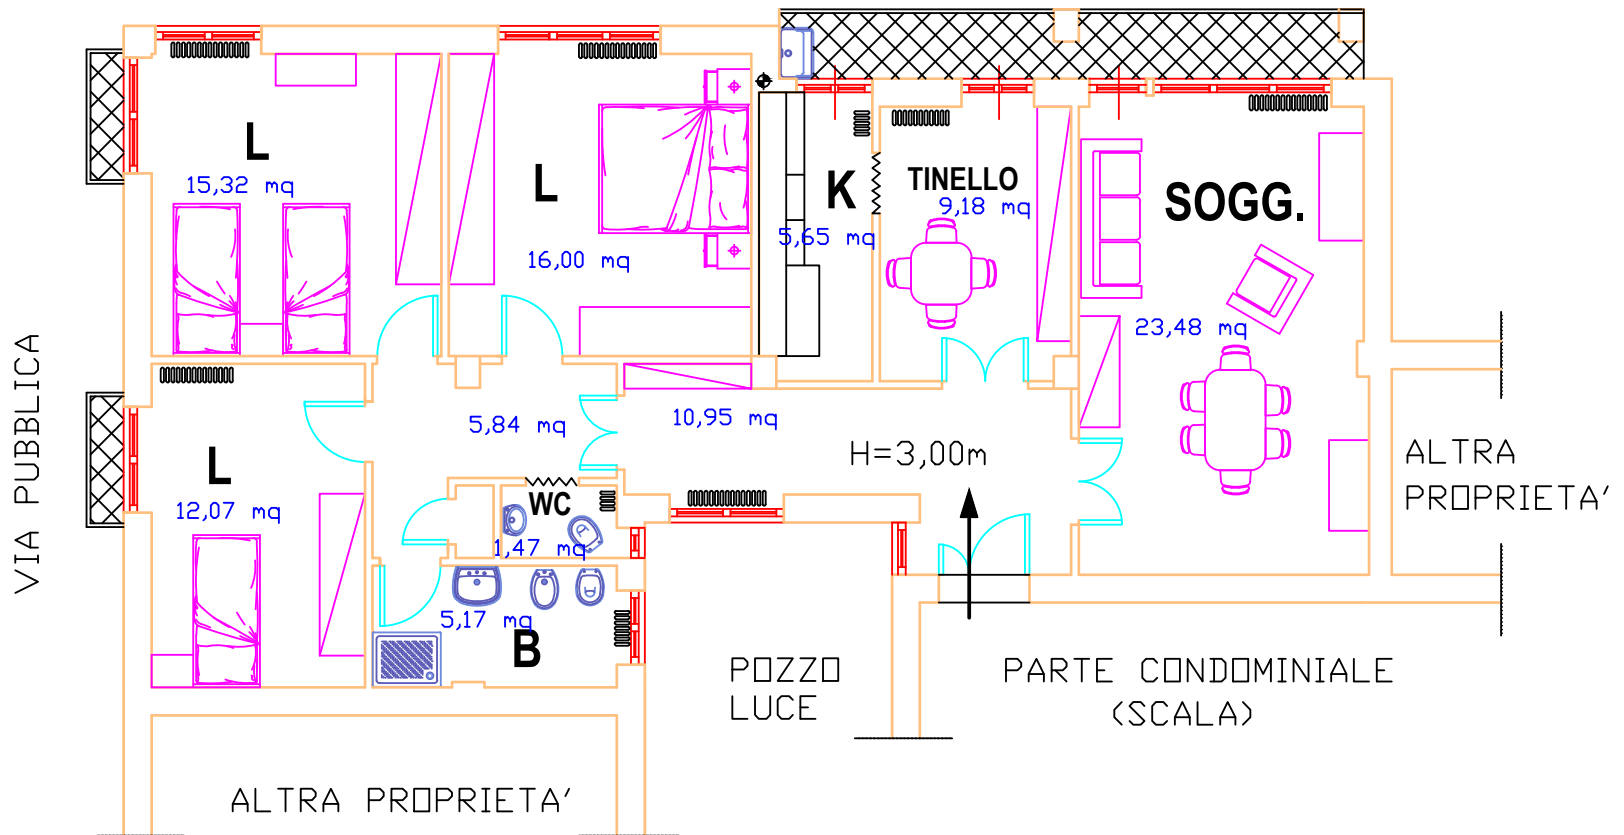 L
15,32 mq
L
16,00 mq
K
5,65 mq
TINELLO
9,18 mq
SOGG.
23,48 mq
VIA PUBBLICA
L
12,07 mq
5,84 mq
10,95 mq
H=3,00m
WC
1,47 mq
5,17 mq
B
ALTRA
PROPRIETA'
POZZO
LUCE
PARTE CONDOMINIALE
(SCALA)
ALTRA PROPRIETA'